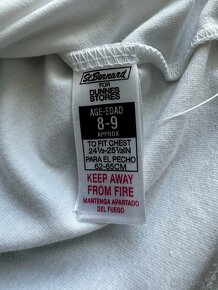 St Bernard
FOR
DUNNES
STORES
AGE-EDAD
8-9
APPROX
TO FIT CHEST
24½-25½IN
PARA EL PECHO
62-65CM
KEEP AWAY
FROM FIRE
MANTENGA APARTADO
DEL FUEGO